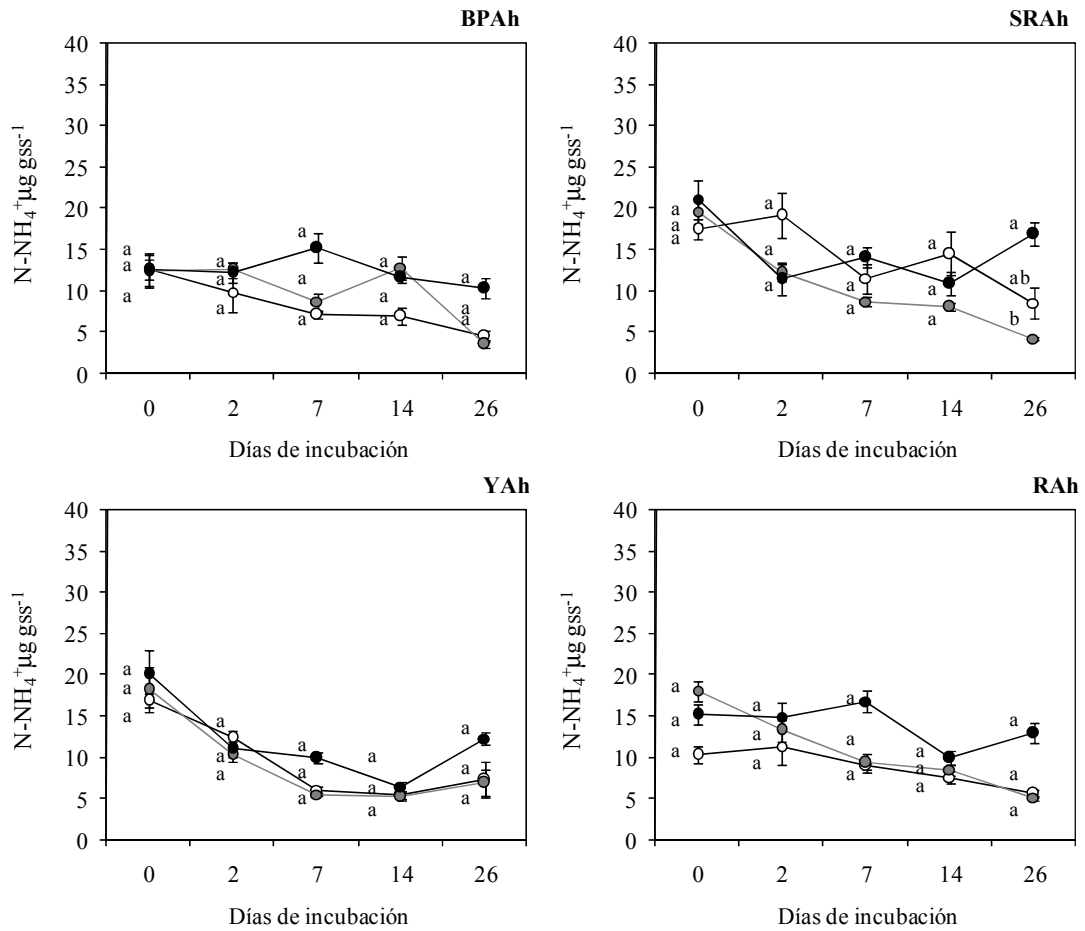 BPAh
N-NH4+µg gss-1
40
35
30
25
20
15
10
5
0
a a a
a a a
a a a
a a a
a a a
0 2 7 14 26
Días de incubación
SRAh
N-NH4+µg gss-1
40
35
30
25
20
15
10
5
0
a a a
a a a
a a a
a a a
a ab b
0 2 7 14 26
Días de incubación
YAh
N-NH4+µg gss-1
40
35
30
25
20
15
10
5
0
a a a
a a a
a a a
a a a
a a a
0 2 7 14 26
Días de incubación
RAh
N-NH4+µg gss-1
40
35
30
25
20
15
10
5
0
a a a
a a a
a a a
a a a
a a a
0 2 7 14 26
Días de incubación